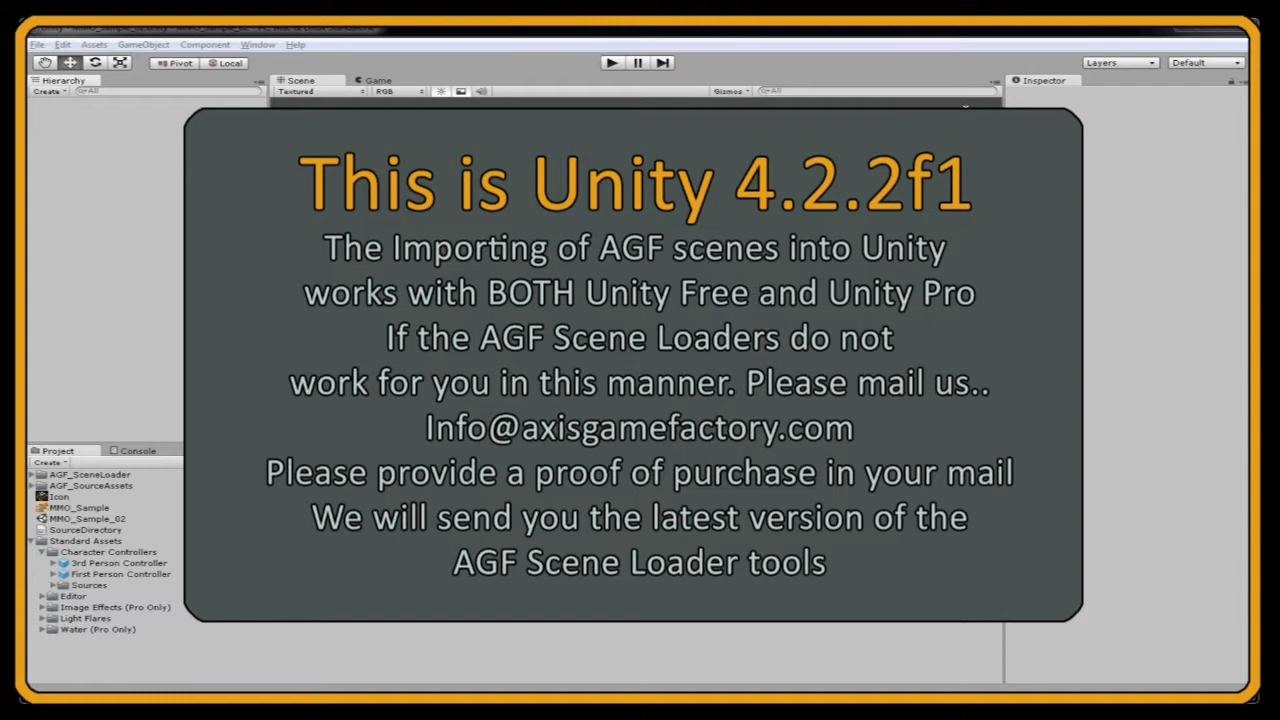 File Edit Assets GameObject Component Window Help
Pivot Local Layers Default
Hierarchy Scene Game Inspector
Create All Textured RGB Gizmos All
This is Unity 4.2.2f1
The Importing of AGF scenes into Unity
works with BOTH Unity Free and Unity Pro
If the AGF Scene Loaders do not
work for you in this manner. Please mail us..
Info@axisgamefactory.com
Please provide a proof of purchase in your mail
We will send you the latest version of the
AGF Scene Loader tools
Project Console
Create
AGF_SceneLoader
AGF_SourceAssets
Icon
MMO_Sample
MMO_Sample_02
SourceDirectory
Standard Assets
Character Controllers
3rd Person Controller
First Person Controller
Sources
Editor
Image Effects (Pro Only)
Light Flares
Water (Pro Only)